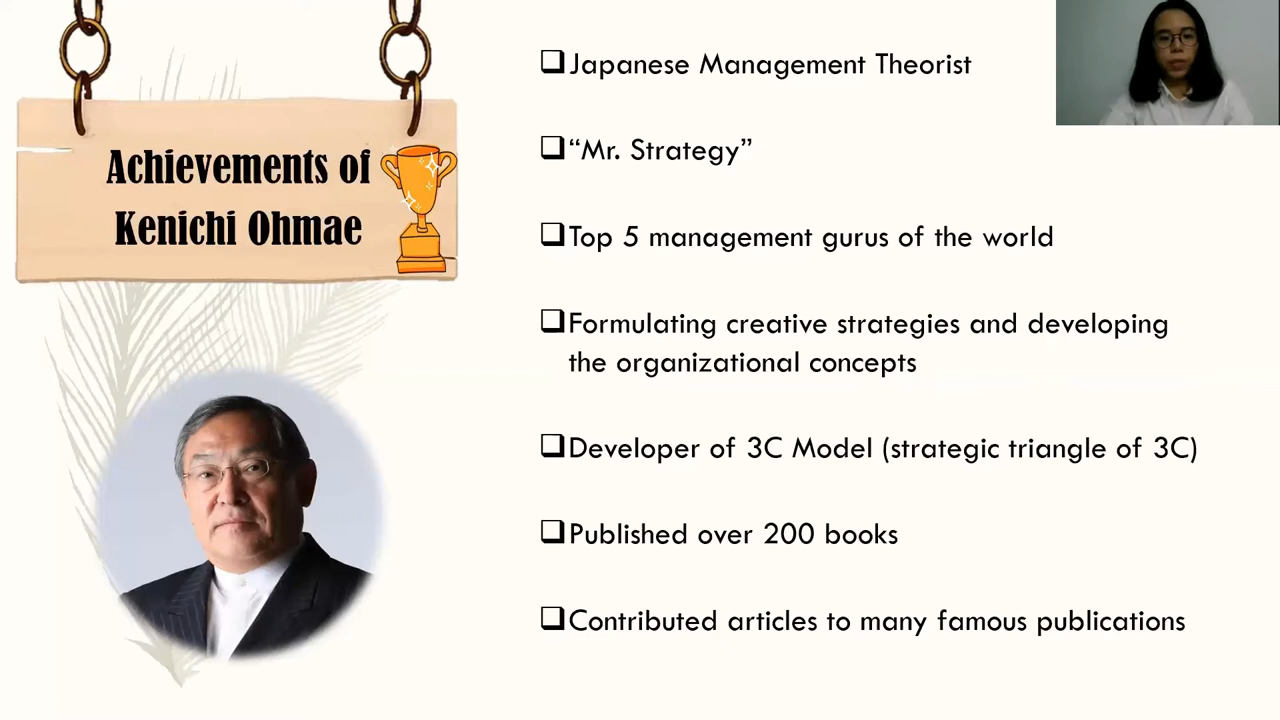 Achievements of
Kenichi Ohmae
Japanese Management Theorist
“Mr. Strategy”
Top 5 management gurus of the world
Formulating creative strategies and developing
the organizational concepts
Developer of 3C Model (strategic triangle of 3C)
Published over 200 books
Contributed articles to many famous publications